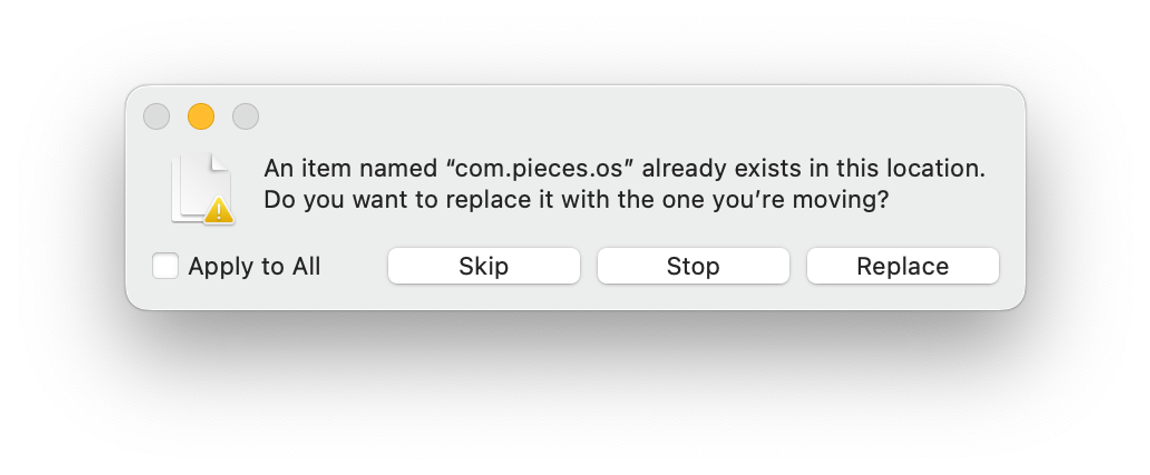 An item named “com.pieces.os” already exists in this location.
Do you want to replace it with the one you’re moving?
Apply to All
Skip
Stop
Replace